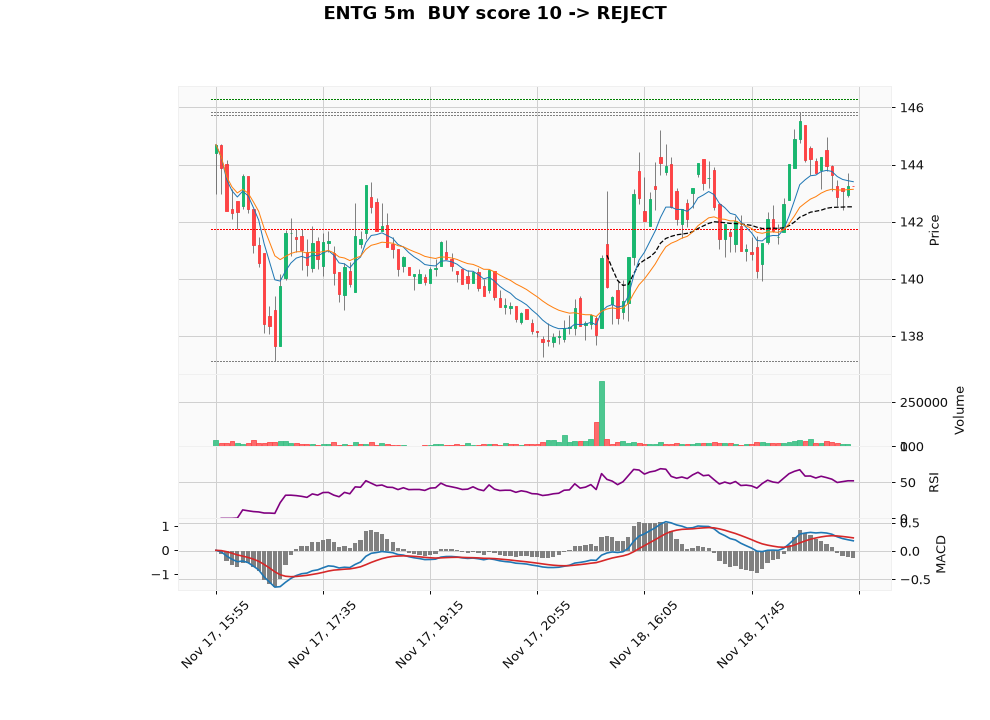 ENTG 5m  BUY score 10 -> REJECT
146
144
142
140
138
Price
250000
0
Volume
100
50
0
RSI
1
0
−1
0.5
0.0
−0.5
MACD
Nov 17, 15:55
Nov 17, 17:35
Nov 17, 19:15
Nov 17, 20:55
Nov 18, 16:05
Nov 18, 17:45